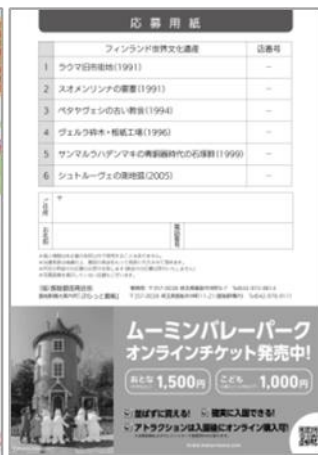 応募用紙
フィンランド世界文化遺産 店番号
1 ラウマ旧市街地(1991) −
2 スオメンリンナの要塞(1991) −
3 ペタヤヴェシの古い教会(1994) −
4 ヴェルラ砕木・板紙工場(1996) −
5 サンマルラハデンマキの青銅器時代の石塚群(1999) −
6 シュトルーヴェの測地弧(2005) −
ご住所 〒
お名前 電話番号
ムーミンバレーパーク
オンラインチケット発売中!
おとな 1,500円 こども 1,000円
並ばずに買える! 確実に入園できる!
アトラクションは入園後にオンライン購入可!